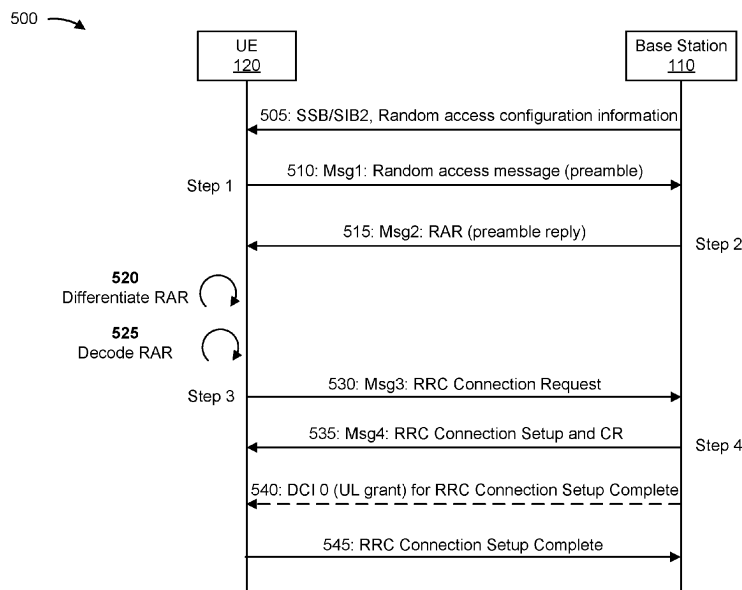 500
UE
120
Base Station
110
505: SSB/SIB2, Random access configuration information
510: Msg1: Random access message (preamble)
Step 1
515: Msg2: RAR (preamble reply)
Step 2
520
Differentiate RAR
525
Decode RAR
530: Msg3: RRC Connection Request
Step 3
535: Msg4: RRC Connection Setup and CR
Step 4
540: DCI 0 (UL grant) for RRC Connection Setup Complete
545: RRC Connection Setup Complete